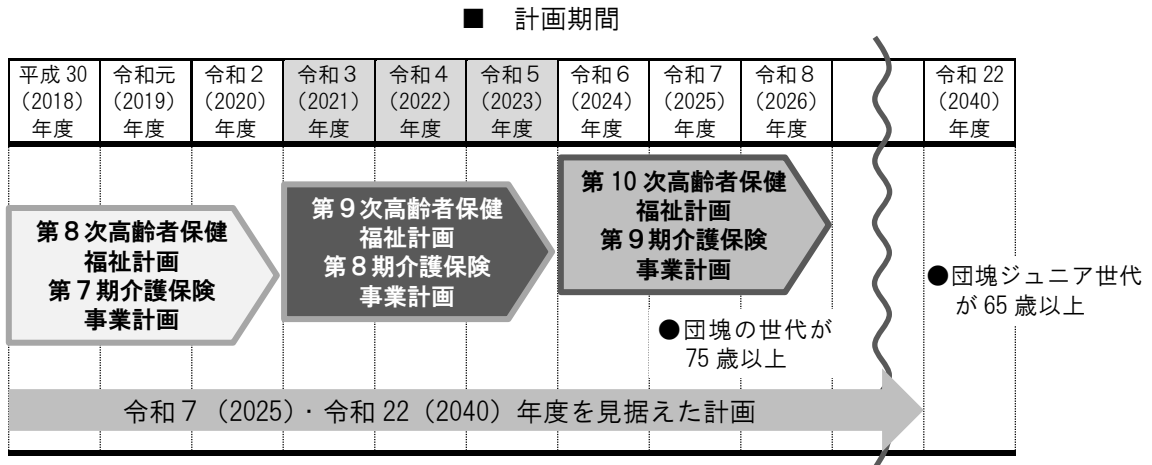 ■　計画期間
平成 30
（2018）
年度
令和元
（2019）
年度
令和２
（2020）
年度
令和３
（2021）
年度
令和４
（2022）
年度
令和５
（2023）
年度
令和６
（2024）
年度
令和７
（2025）
年度
令和８
（2026）
年度
令和 22
（2040）
年度
第８次高齢者保健
福祉計画
第７期介護保険
事業計画
第９次高齢者保健
福祉計画
第８期介護保険
事業計画
第 10 次高齢者保健
福祉計画
第９期介護保険
事業計画
●団塊の世代が
75 歳以上
●団塊ジュニア世代
が 65 歳以上
令和７（2025）・令和 22（2040）年度を見据えた計画